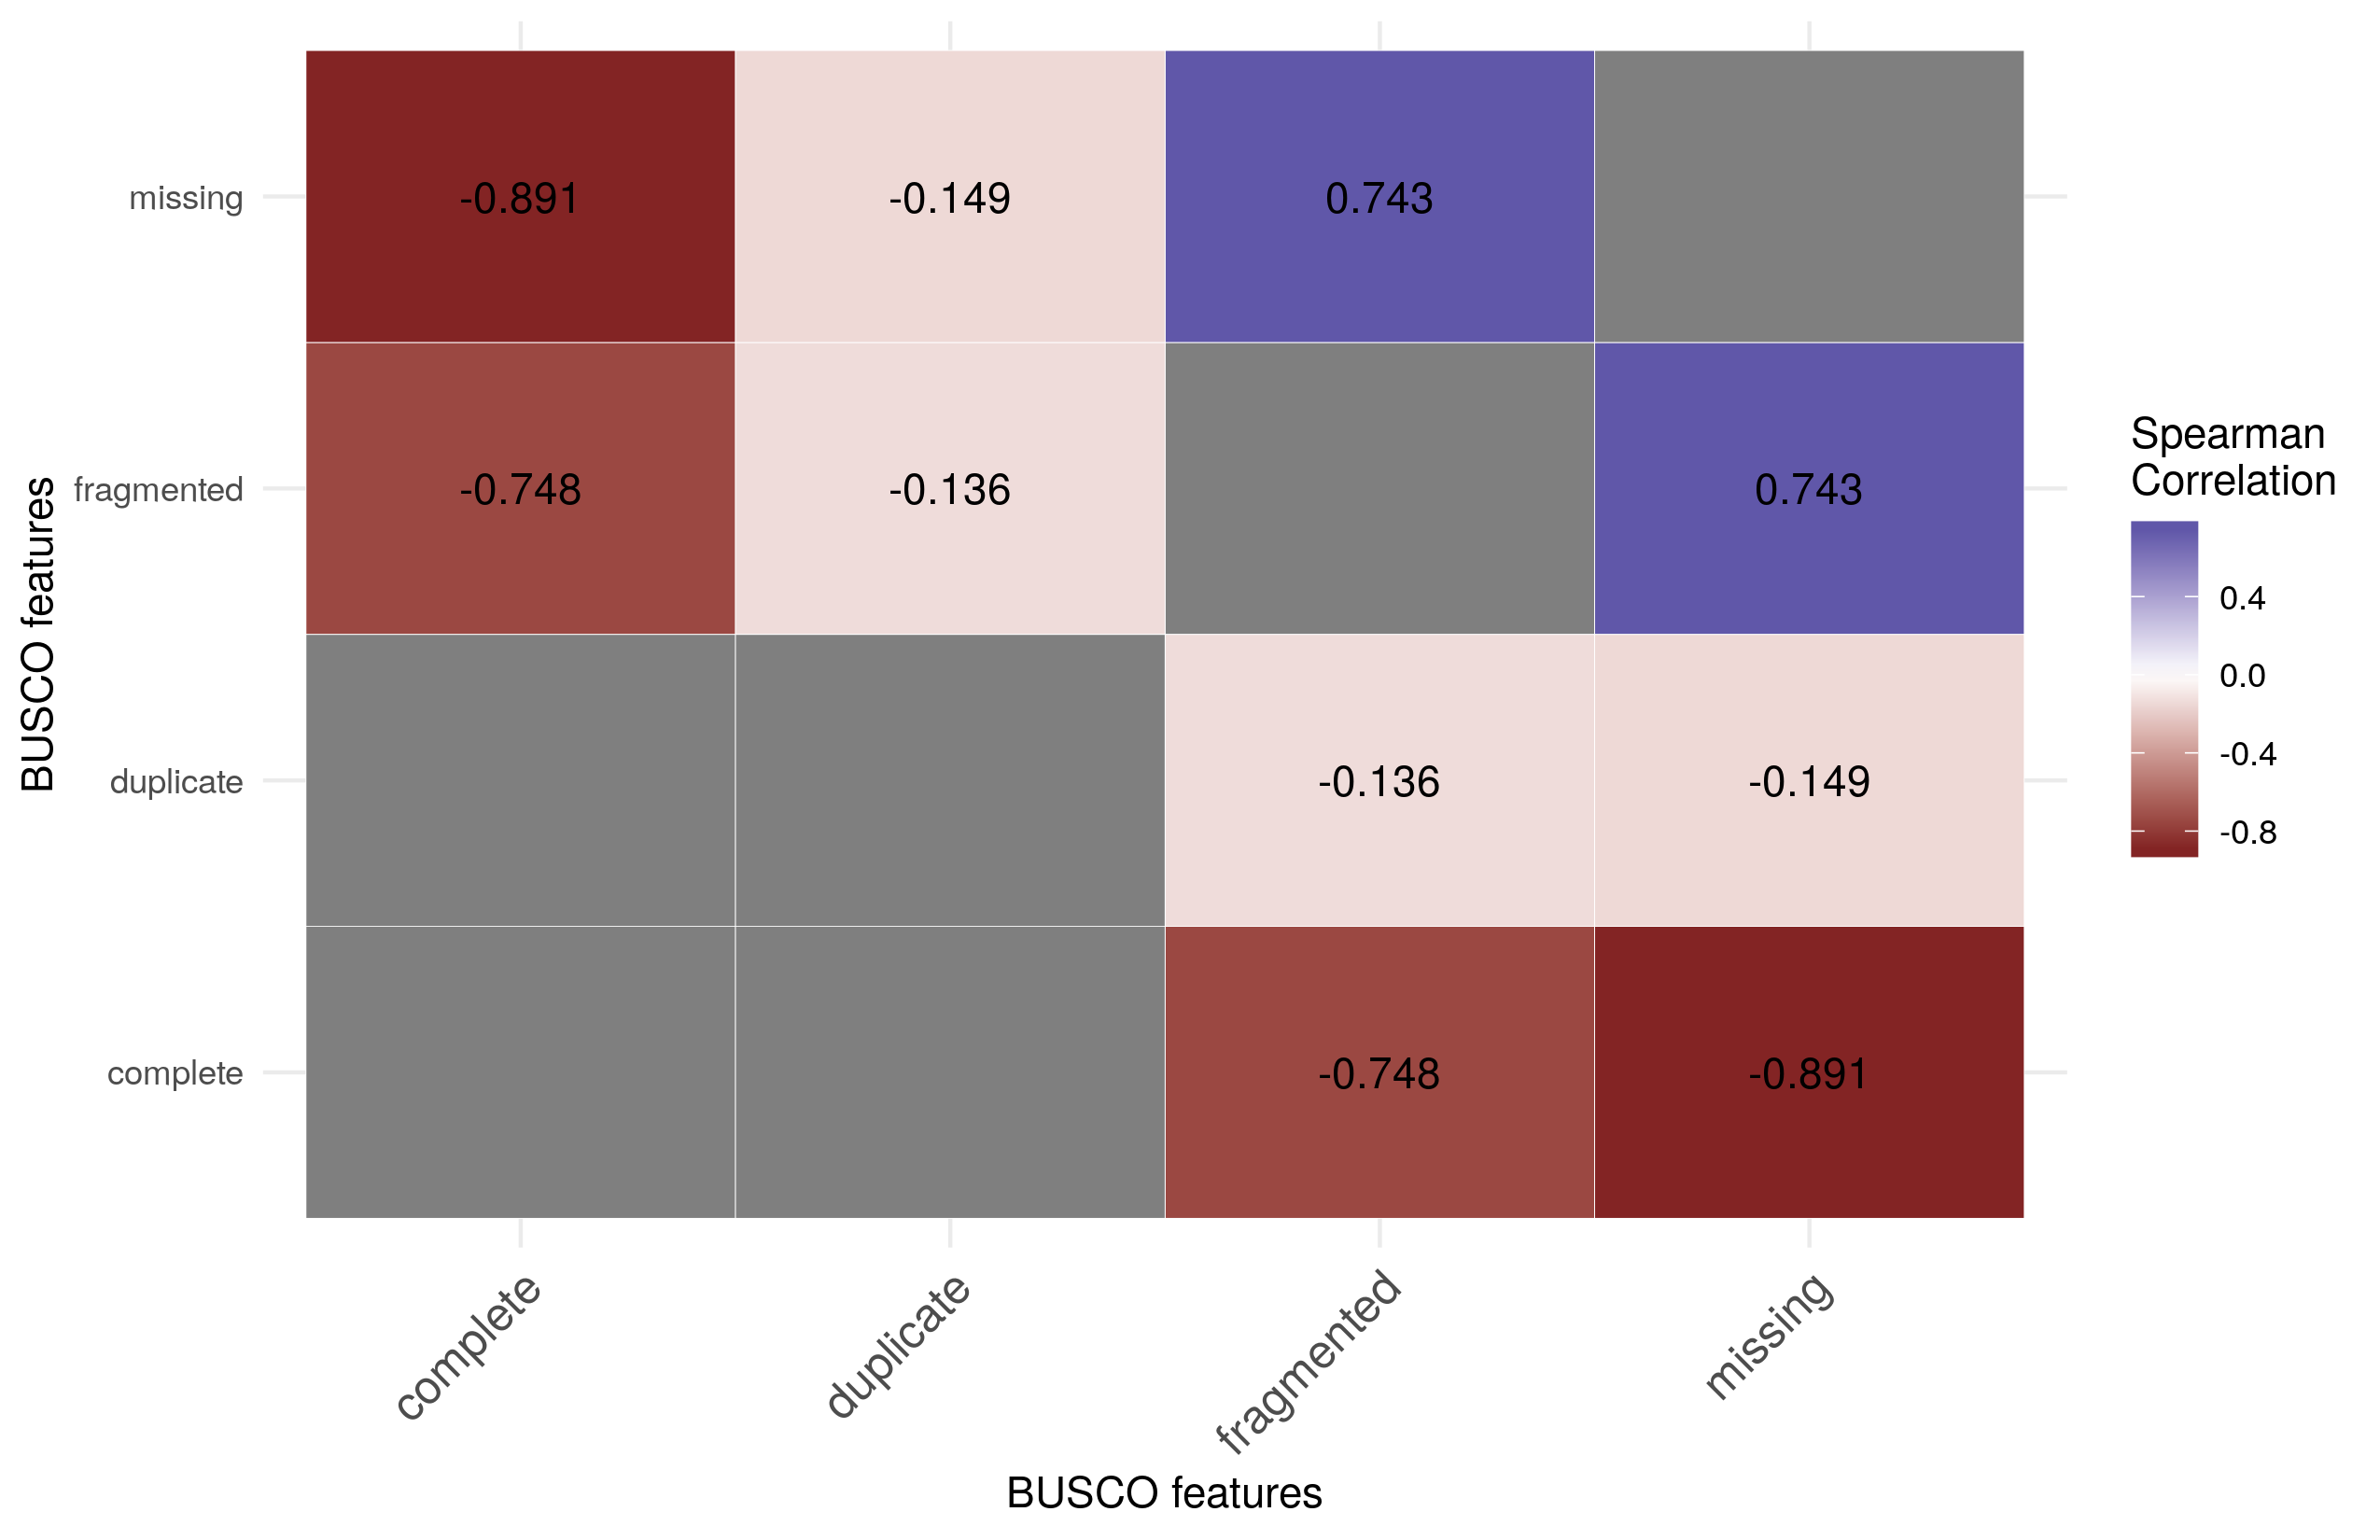 missing
-0.891
-0.149
0.743
fragmented
-0.748
-0.136
0.743
duplicate
-0.136
-0.149
complete
-0.748
-0.891
BUSCO features
complete
duplicate
fragmented
missing
BUSCO features
Spearman
Correlation
0.4
0.0
-0.4
-0.8